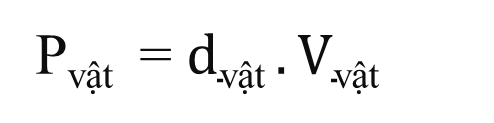 P vật = d vật . V vật